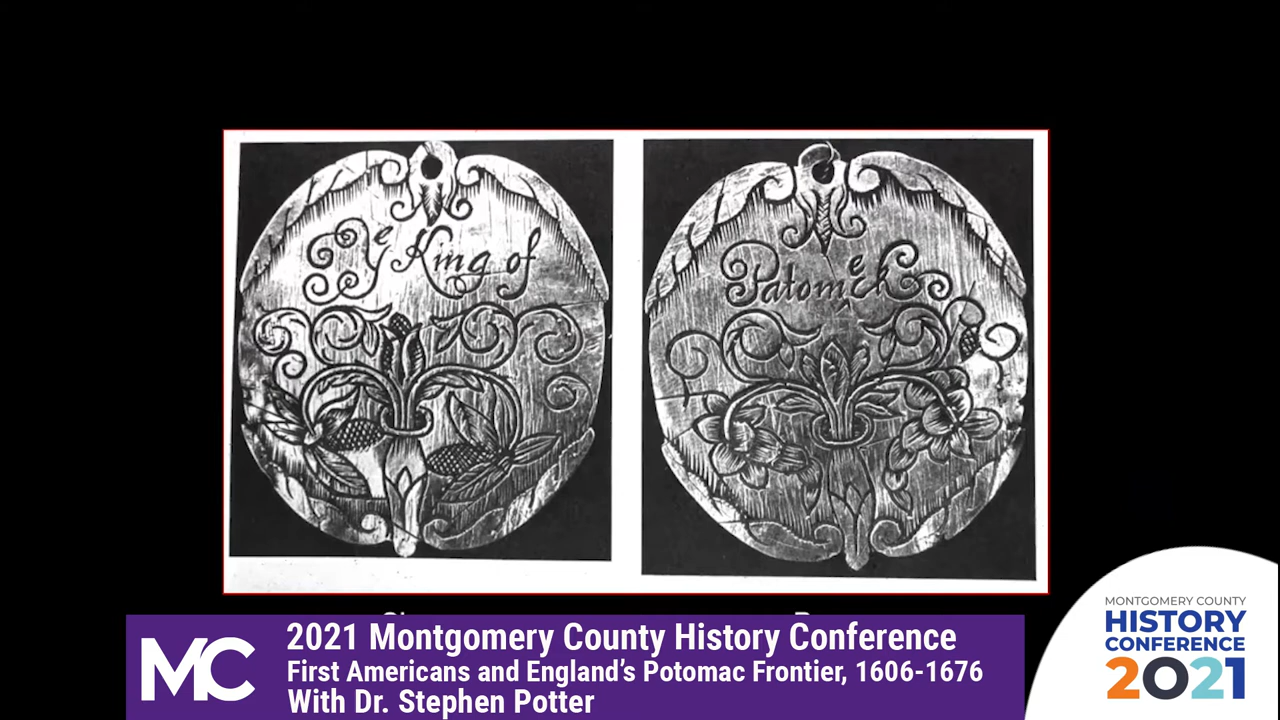 Ye King of
Patomeck
MC
2021 Montgomery County History Conference
First Americans and England's Potomac Frontier, 1606-1676
With Dr. Stephen Potter
MONTGOMERY COUNTY
HISTORY
CONFERENCE
2021